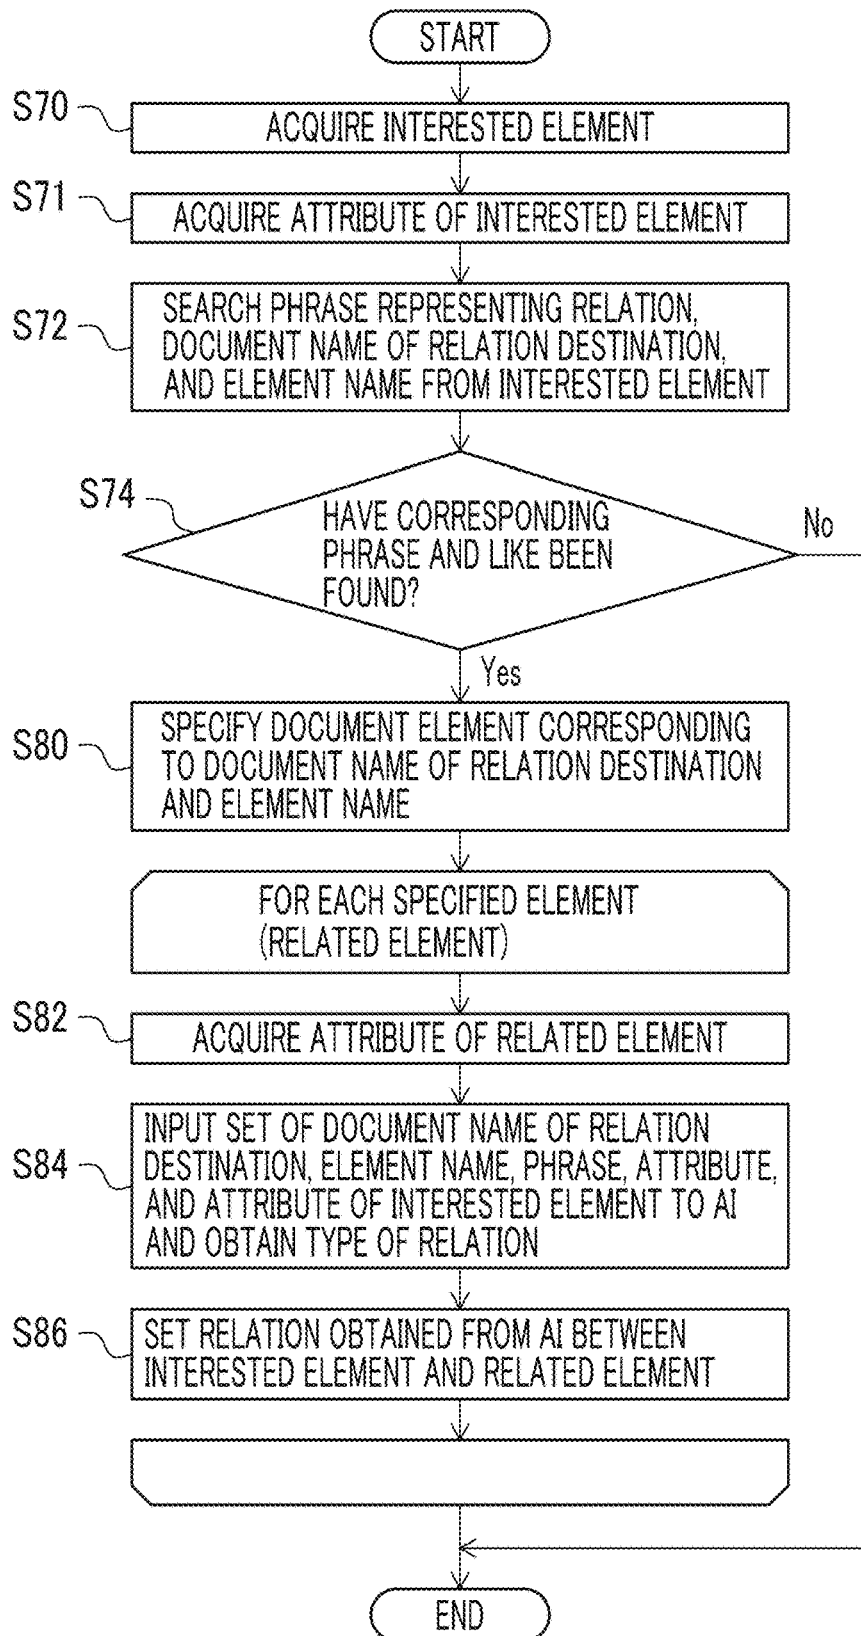 START
S70
ACQUIRE INTERESTED ELEMENT
S71
ACQUIRE ATTRIBUTE OF INTERESTED ELEMENT
S72
SEARCH PHRASE REPRESENTING RELATION,
DOCUMENT NAME OF RELATION DESTINATION,
AND ELEMENT NAME FROM INTERESTED ELEMENT
S74
HAVE CORRESPONDING
PHRASE AND LIKE BEEN
FOUND?
No
Yes
S80
SPECIFY DOCUMENT ELEMENT CORRESPONDING
TO DOCUMENT NAME OF RELATION DESTINATION
AND ELEMENT NAME
FOR EACH SPECIFIED ELEMENT
(RELATED ELEMENT)
S82
ACQUIRE ATTRIBUTE OF RELATED ELEMENT
S84
INPUT SET OF DOCUMENT NAME OF RELATION
DESTINATION, ELEMENT NAME, PHRASE, ATTRIBUTE,
AND ATTRIBUTE OF INTERESTED ELEMENT TO AI
AND OBTAIN TYPE OF RELATION
S86
SET RELATION OBTAINED FROM AI BETWEEN
INTERESTED ELEMENT AND RELATED ELEMENT
END